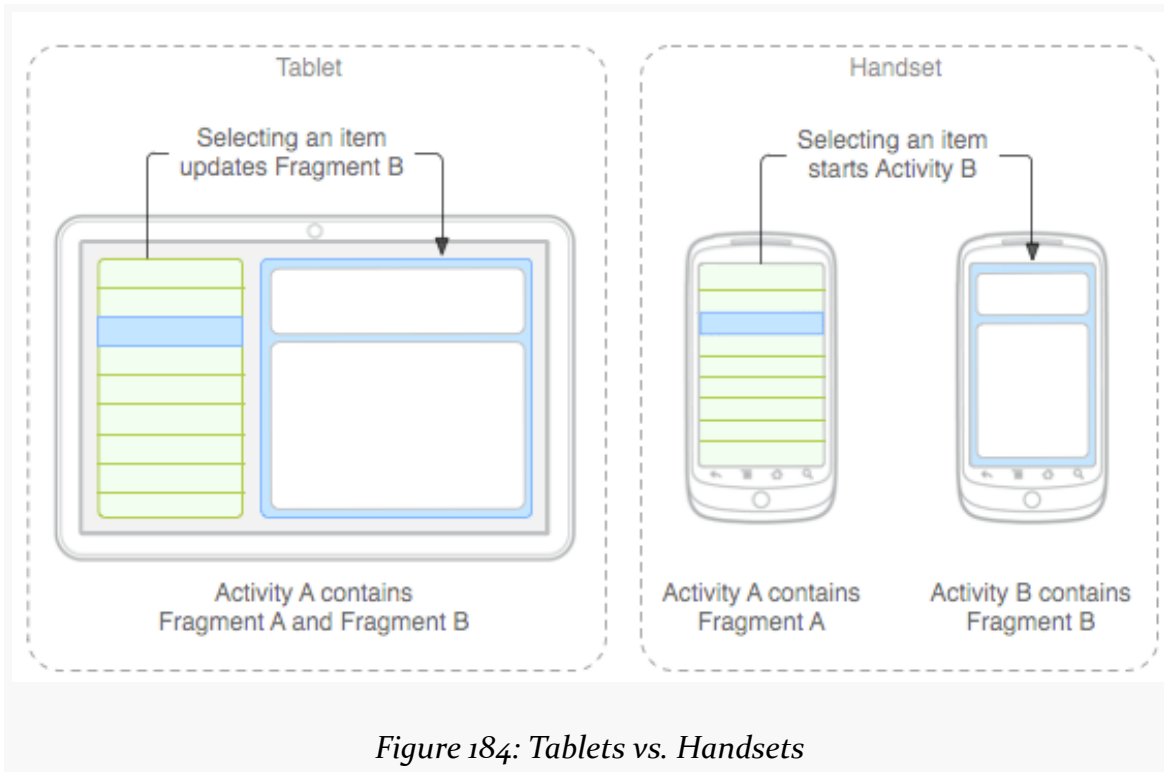 Tablet
Selecting an item
updates Fragment B
Activity A contains
Fragment A and Fragment B
Handset
Selecting an item
starts Activity B
Activity A contains
Fragment A
Activity B contains
Fragment B
Figure 184: Tablets vs. Handsets